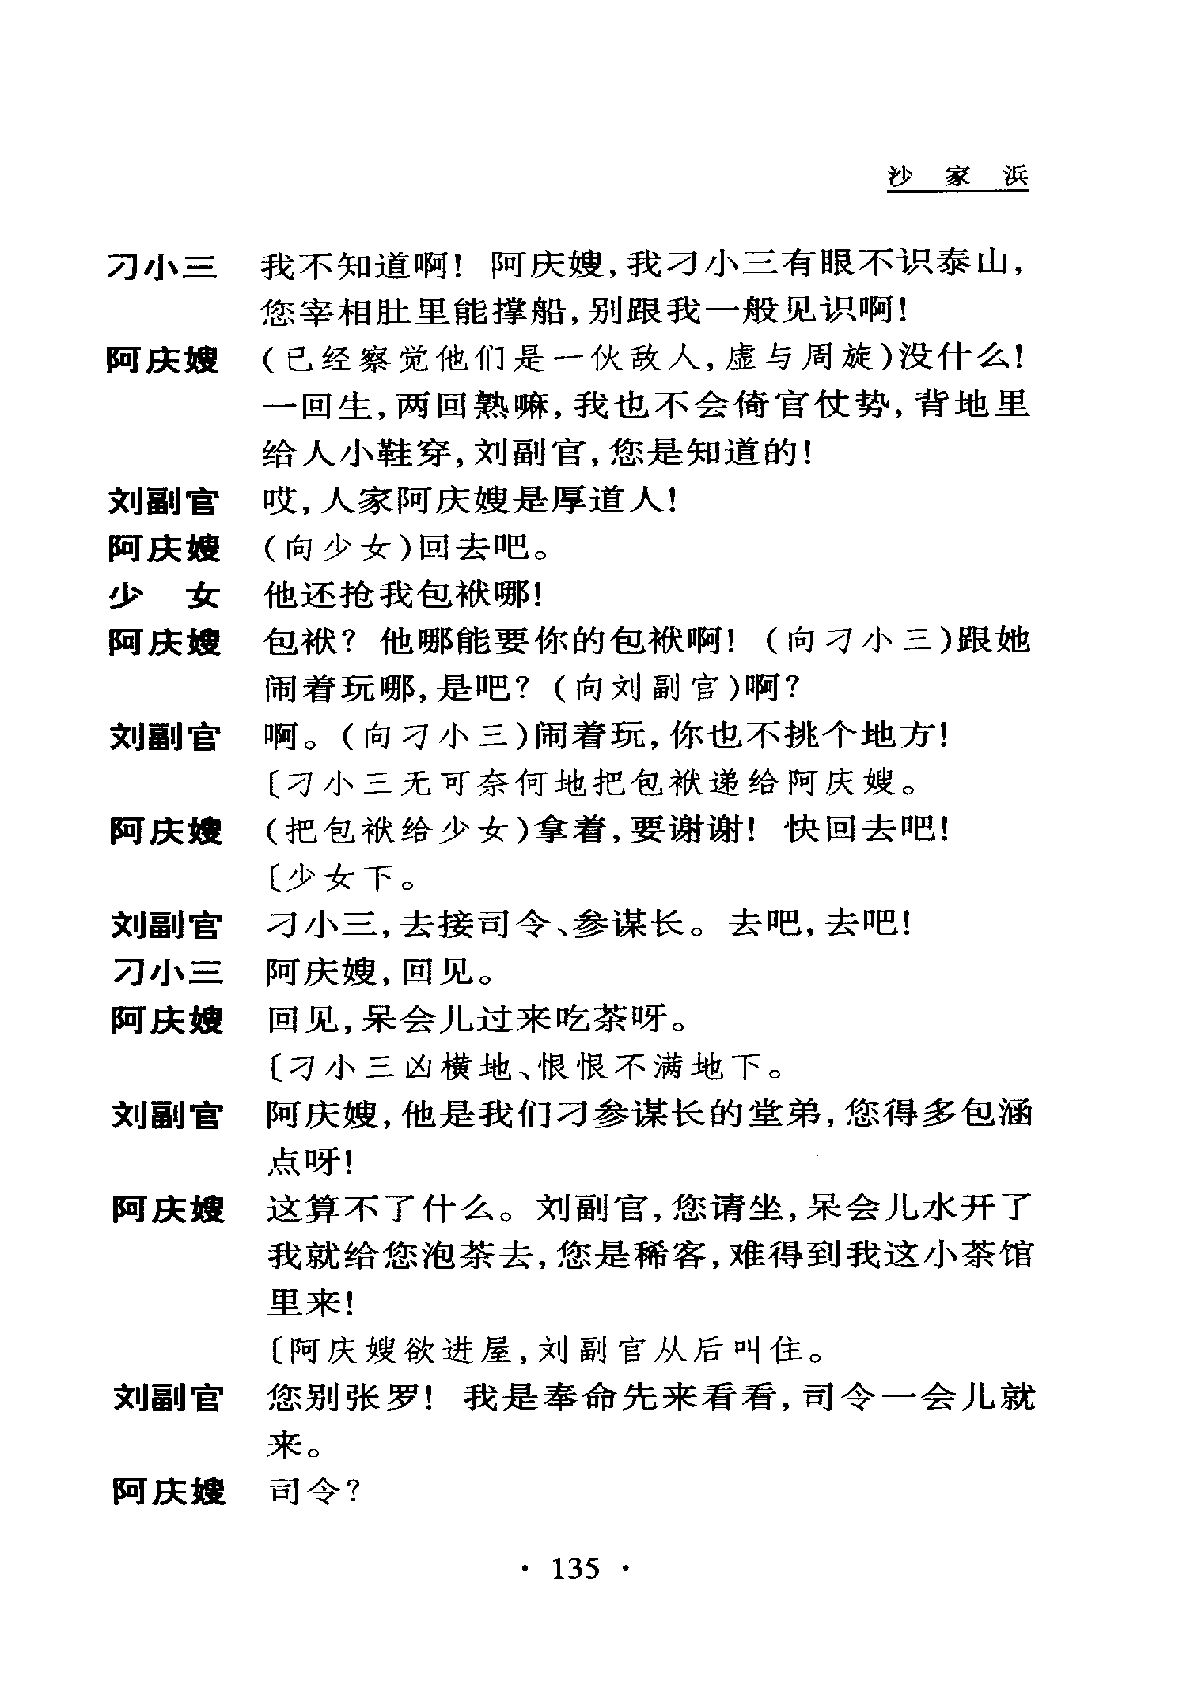 沙家浜
刁小三 我不知道啊！阿庆嫂，我刁小三有眼不识泰山，
您宰相肚里能撑船，别跟我一般见识啊！
阿庆嫂 （已经察觉他们是一伙敌人，虚与周旋）没什么！
一回生，两回熟嘛，我也不会倚官仗势，背地里
给人小鞋穿，刘副官，您是知道的！
刘副官 哎，人家阿庆嫂是厚道人！
阿庆嫂 （向少女）回去吧。
少女 他还抢我包袱哪！
阿庆嫂 包袱？他哪能要你的包袱啊！（向刁小三）跟她
闹着玩哪，是吧？（向刘副官）啊？
刘副官 啊。（向刁小三）闹着玩，你也不挑个地方！
〔刁小三无可奈何地把包袱递给阿庆嫂。
阿庆嫂 （把包袱给少女）拿着，要谢谢！快回去吧！
〔少女下。
刘副官 刁小三，去接司令、参谋长。去吧，去吧！
刁小三 阿庆嫂，回见。
阿庆嫂 回见，呆会儿过来吃茶呀。
〔刁小三凶横地、恨恨不满地下。
刘副官 阿庆嫂，他是我们刁参谋长的堂弟，您得多包涵
点呀！
阿庆嫂 这算不了什么。刘副官，您请坐，呆会儿水开了
我就给您泡茶去，您是稀客，难得到我这小茶馆
里来！
〔阿庆嫂欲进屋，刘副官从后叫住。
刘副官 您别张罗！我是奉命先来看看，司令一会儿就
来。
阿庆嫂 司令？
· 135 ·